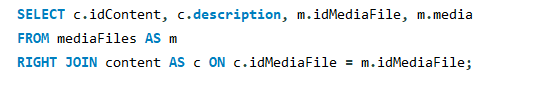 SELECT c.idContent, c.description, m.idMediaFile, m.media
FROM mediaFiles AS m
RIGHT JOIN content AS c ON c.idMediaFile = m.idMediaFile;